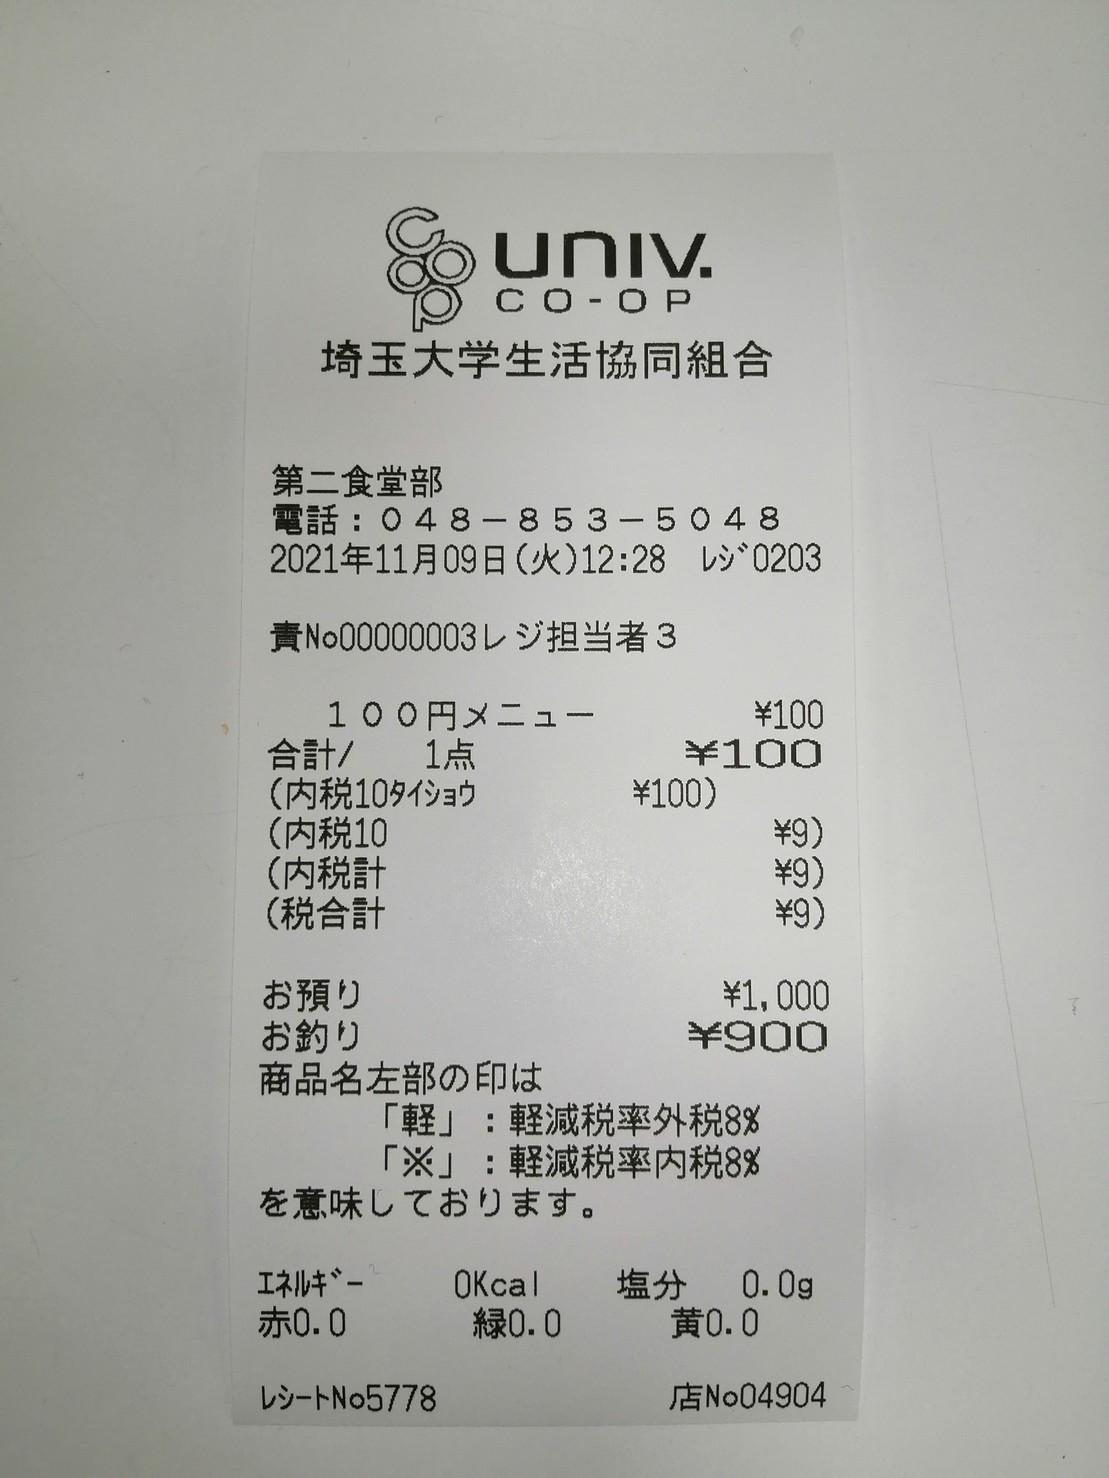 coop univ.
CO-OP
埼玉大学生活協同組合
第二食堂部
電話：０４８－８５３－５０４８
2021年11月09日(火)12:28 ﾚｼﾞ0203
責No00000003レジ担当者３
１００円メニュー ¥100
合計/ 1点 ¥100
(内税10ﾀｲｼｮｳ ¥100)
(内税10 ¥9)
(内税計 ¥9)
(税合計 ¥9)
お預り ¥1,000
お釣り ¥900
商品名左部の印は
「軽」：軽減税率外税8%
「※」：軽減税率内税8%
を意味しております。
ｴﾈﾙｷﾞｰ 0Kcal 塩分 0.0g
赤0.0 緑0.0 黄0.0
ﾚｼｰﾄNo5778 店No04904